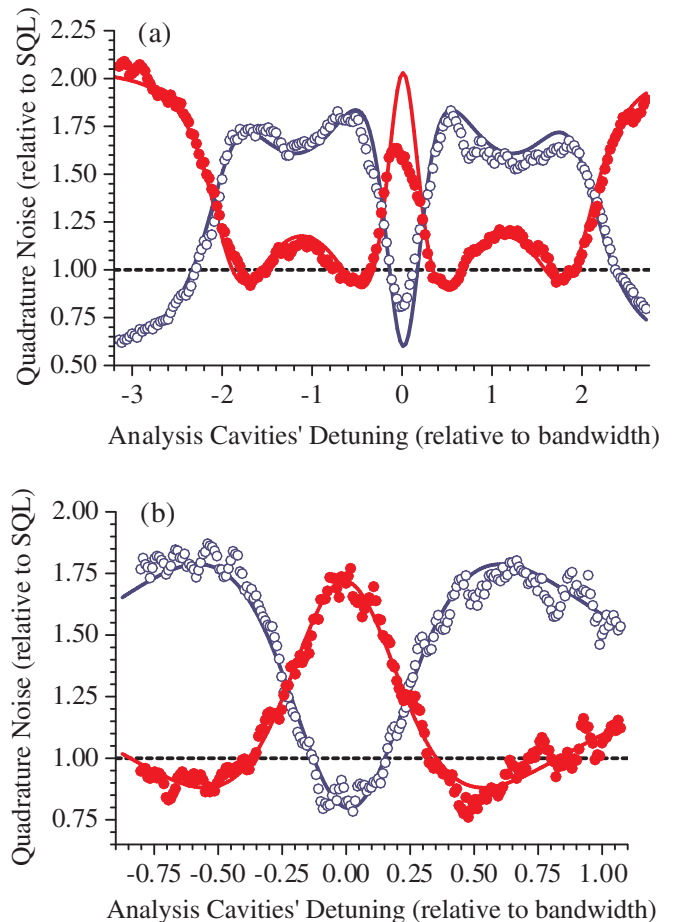 (a)
Quadrature Noise (relative to SQL)
2.25
2.00
1.75
1.50
1.25
1.00
0.75
0.50
-3 -2 -1 0 1 2
Analysis Cavities' Detuning (relative to bandwidth)
(b)
Quadrature Noise (relative to SQL)
2.00
1.75
1.50
1.25
1.00
0.75
-0.75 -0.50 -0.25 0.00 0.25 0.50 0.75 1.00
Analysis Cavities' Detuning (relative to bandwidth)